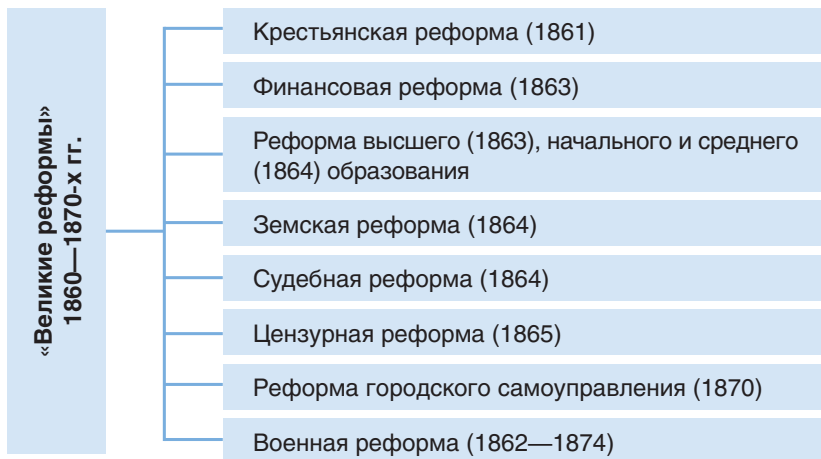 «Великие реформы»
1860—1870-х гг.
Крестьянская реформа (1861)
Финансовая реформа (1863)
Реформа высшего (1863), начального и среднего
(1864) образования
Земская реформа (1864)
Судебная реформа (1864)
Цензурная реформа (1865)
Реформа городского самоуправления (1870)
Военная реформа (1862—1874)